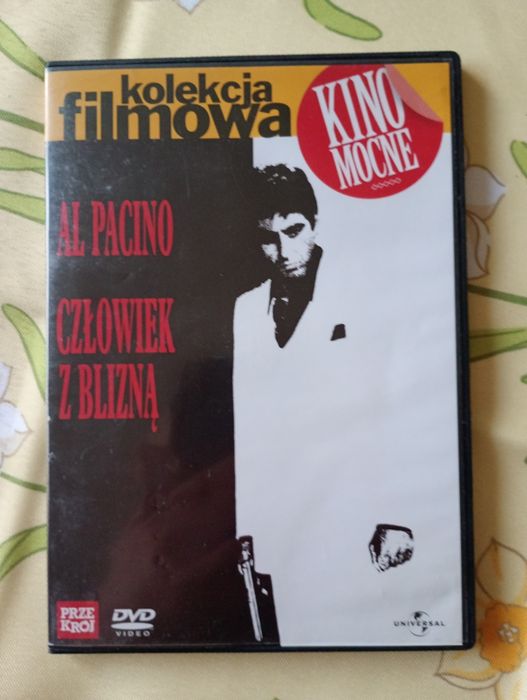 kolekcja
filmowa
KINO
MOCNE
AL PACINO
CZŁOWIEK
Z BLIZNĄ
PRZE
KRÓJ
DVD
VIDEO
UNIVERSAL